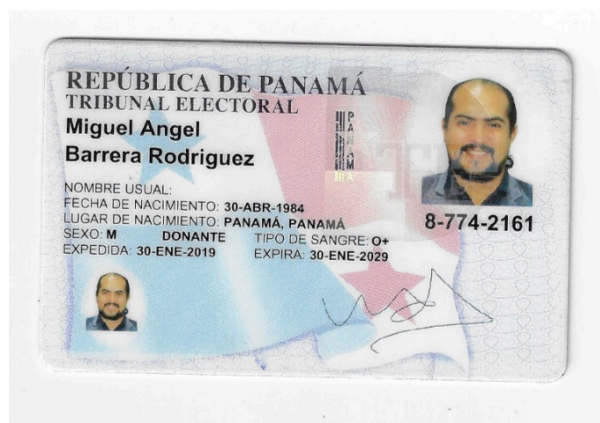 REPÚBLICA DE PANAMÁ
TRIBUNAL ELECTORAL
Miguel Angel
Barrera Rodriguez
PANAMÁ
NOMBRE USUAL:
FECHA DE NACIMIENTO: 30-ABR-1984
LUGAR DE NACIMIENTO: PANAMÁ, PANAMÁ
8-774-2161
SEXO: M DONANTE TIPO DE SANGRE: O+
EXPEDIDA: 30-ENE-2019 EXPIRA: 30-ENE-2029